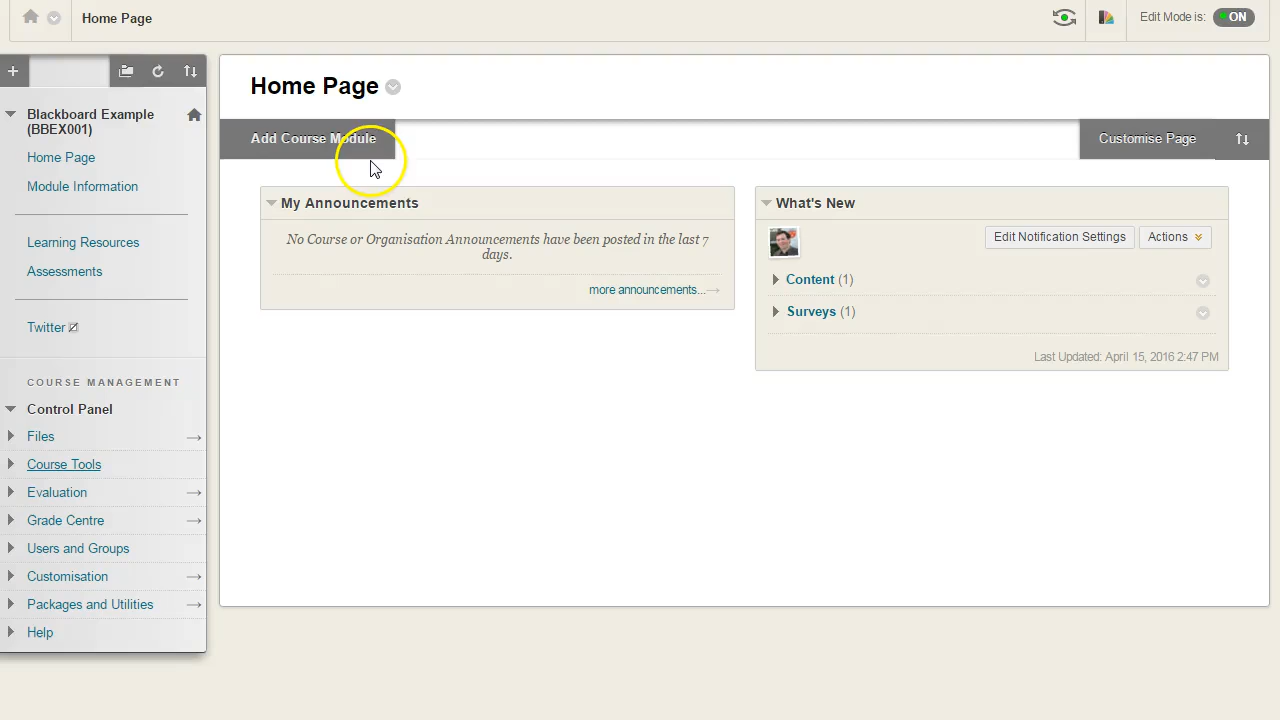 Home Page
Edit Mode is: ON
Blackboard Example
(BBEX001)
Home Page
Module Information
Learning Resources
Assessments
Twitter
COURSE MANAGEMENT
Control Panel
Files
Course Tools
Evaluation
Grade Centre
Users and Groups
Customisation
Packages and Utilities
Help
Home Page
Add Course Module
Customise Page
My Announcements
No Course or Organisation Announcements have been posted in the last 7
days.
more announcements...
What's New
Edit Notification Settings
Actions
Content (1)
Surveys (1)
Last Updated: April 15, 2016 2:47 PM